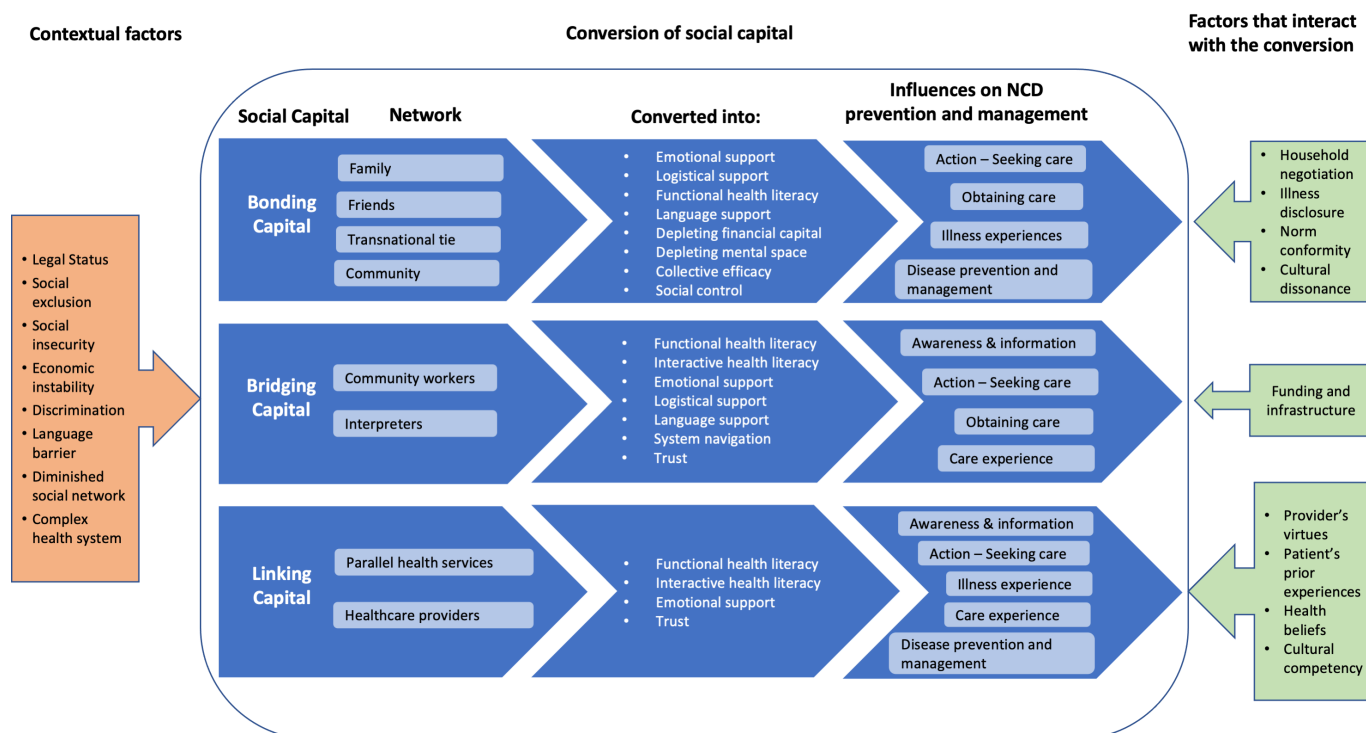 Contextual factors
Conversion of social capital
Factors that interact
with the conversion
Social Capital
Network
Converted into:
Influences on NCD
prevention and management
• Legal Status
• Social
exclusion
• Social
insecurity
• Economic
instability
• Discrimination
• Language
barrier
• Diminished
social network
• Complex
health system
Bonding
Capital
Family
Friends
Transnational tie
Community
• Emotional support
• Logistical support
• Functional health literacy
• Language support
• Depleting financial capital
• Depleting mental space
• Collective efficacy
• Social control
Action – Seeking care
Obtaining care
Illness experiences
Disease prevention and
management
• Household
negotiation
• Illness
disclosure
• Norm
conformity
• Cultural
dissonance
Bridging
Capital
Community workers
Interpreters
• Functional health literacy
• Interactive health literacy
• Emotional support
• Logistical support
• Language support
• System navigation
• Trust
Awareness & information
Action – Seeking care
Obtaining care
Care experience
Funding and
infrastructure
Linking
Capital
Parallel health services
Healthcare providers
• Functional health literacy
• Interactive health literacy
• Emotional support
• Trust
Awareness & information
Action – Seeking care
Illness experience
Care experience
Disease prevention and
management
• Provider's
virtues
• Patient's
prior
experiences
• Health
beliefs
• Cultural
competency